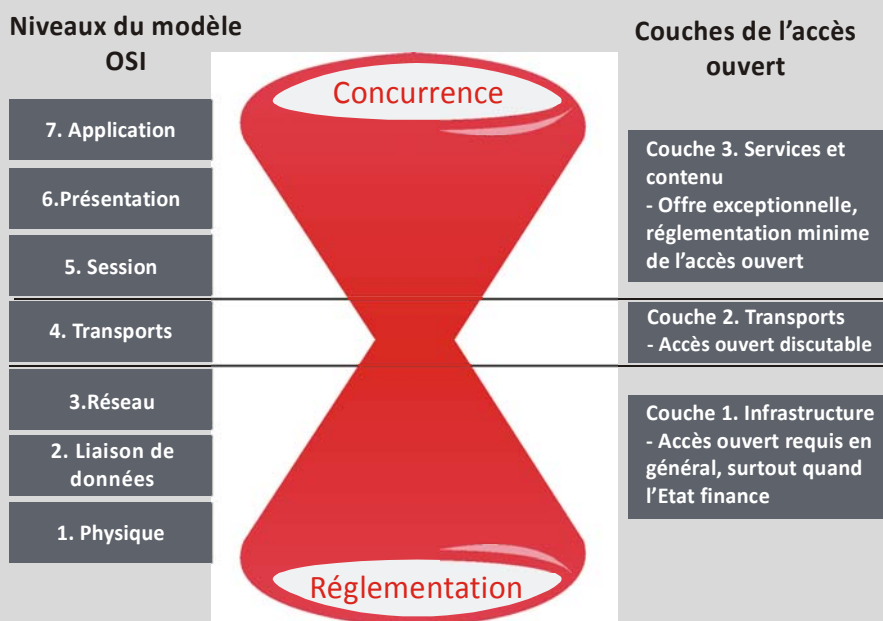 Niveaux du modèle
OSI
7. Application
6.Présentation
5. Session
4. Transports
3.Réseau
2. Liaison de
données
1. Physique
Concurrence
Réglementation
Couches de l’accès
ouvert
Couche 3. Services et
contenu
- Offre exceptionnelle,
réglementation minime
de l’accès ouvert
Couche 2. Transports
- Accès ouvert discutable
Couche 1. Infrastructure
- Accès ouvert requis en
général, surtout quand
l’Etat finance